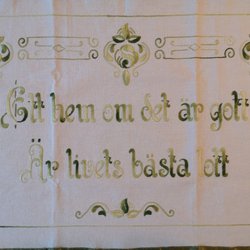 Ett hem om det är gott
Är livets bästa lott